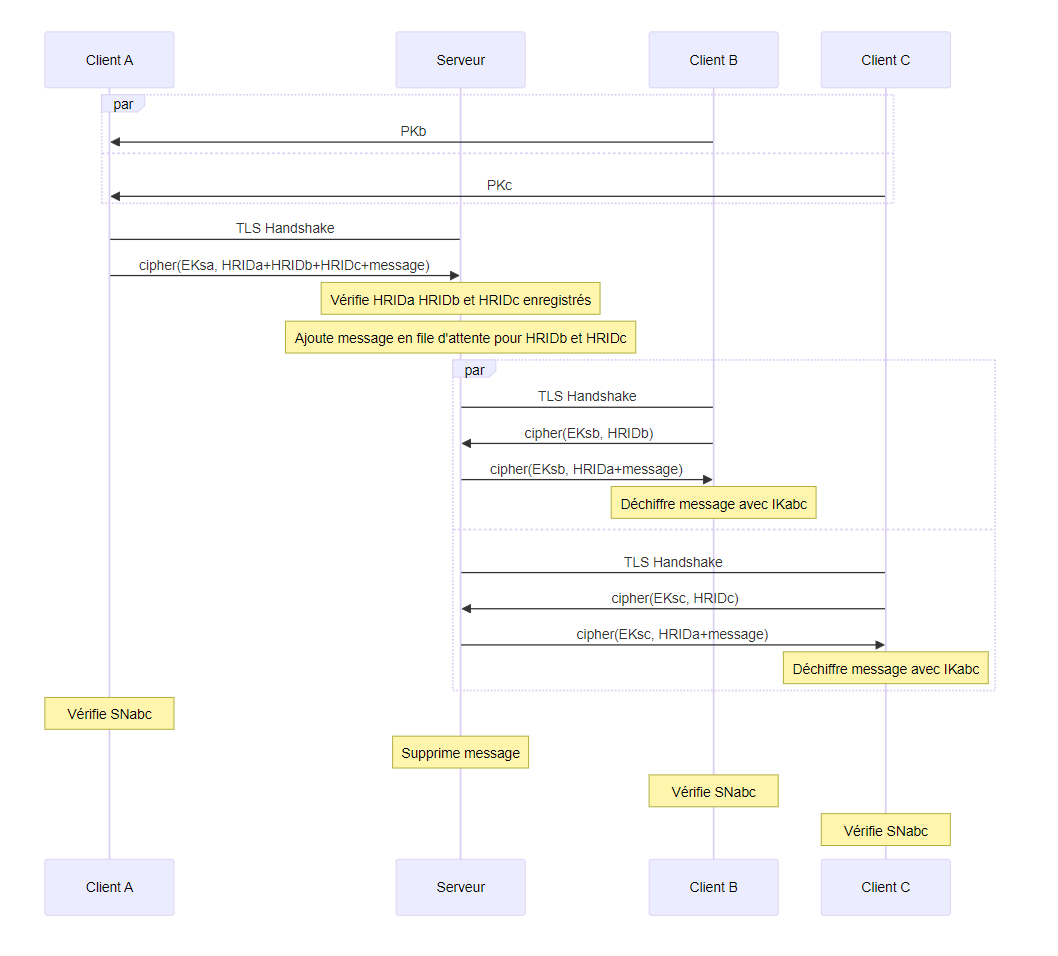 Client A
Serveur
Client B
Client C
par
PKb
PKc
TLS Handshake
cipher(EKsa, HRIDa+HRIDb+HRIDc+message)
Vérifie HRIDa HRIDb et HRIDc enregistrés
Ajoute message en file d'attente pour HRIDb et HRIDc
par
TLS Handshake
cipher(EKsb, HRIDb)
cipher(EKsb, HRIDa+message)
Déchiffre message avec IKabc
TLS Handshake
cipher(EKsc, HRIDc)
cipher(EKsc, HRIDa+message)
Déchiffre message avec IKabc
Vérifie SNabc
Supprime message
Vérifie SNabc
Vérifie SNabc
Client A
Serveur
Client B
Client C